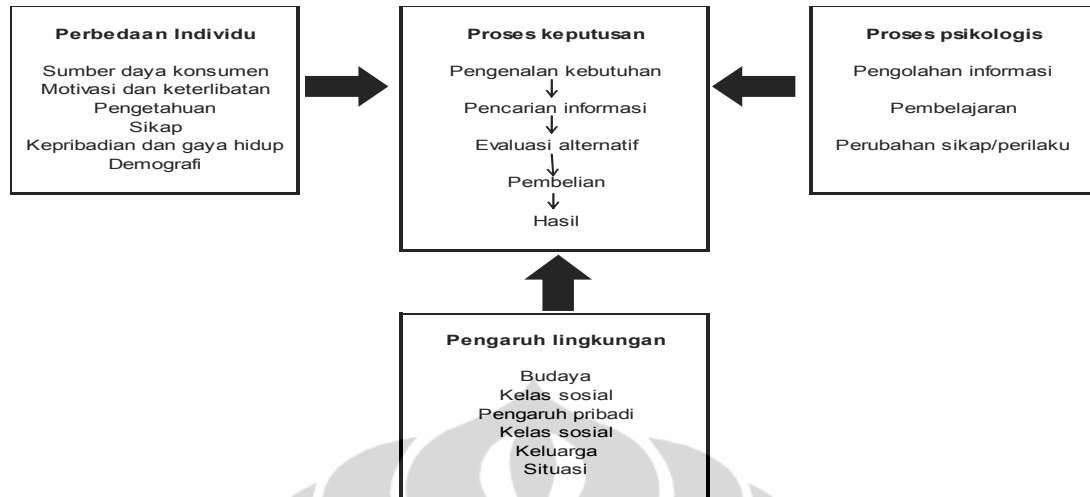 Perbedaan Individu
Sumber daya konsumen
Motivasi dan keterlibatan
Pengetahuan
Sikap
Kepribadian dan gaya hidup
Demografi
Proses keputusan
Pengenalan kebutuhan
Pencarian informasi
Evaluasi alternatif
Pembelian
Hasil
Proses psikologis
Pengolahan informasi
Pembelajaran
Perubahan sikap/perilaku
Pengaruh lingkungan
Budaya
Kelas sosial
Pengaruh pribadi
Kelas sosial
Keluarga
Situasi